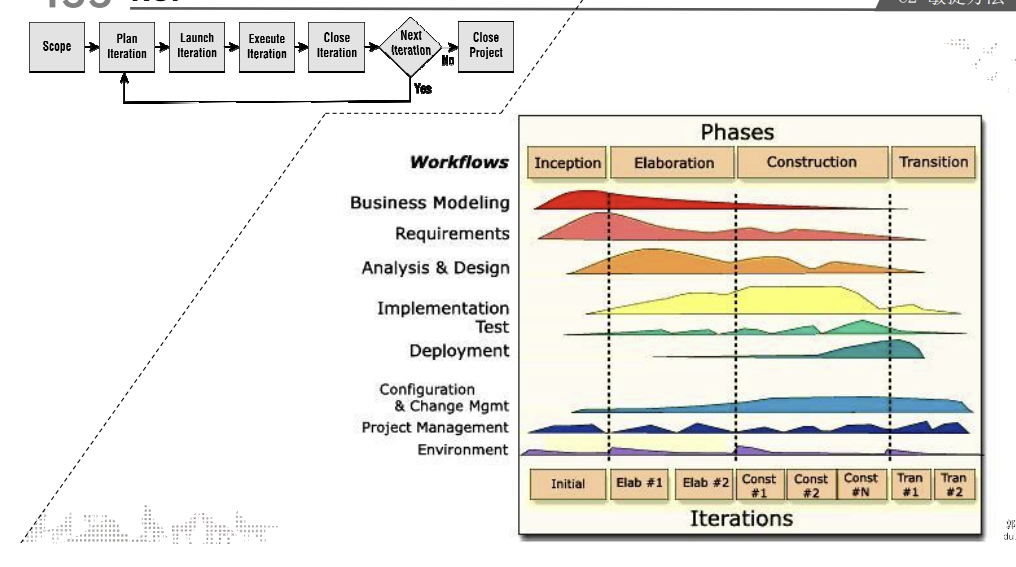 Scope
Plan
Iteration
Launch
Iteration
Execute
Iteration
Close
Iteration
Next
Iteration
No
Close
Project
Yes
Phases
Workflows
Inception
Elaboration
Construction
Transition
Business Modeling
Requirements
Analysis & Design
Implementation
Test
Deployment
Configuration
& Change Mgmt
Project Management
Environment
Initial
Elab #1
Elab #2
Const
#1
Const
#2
Const
#N
Tran
#1
Tran
#2
Iterations
郭
du